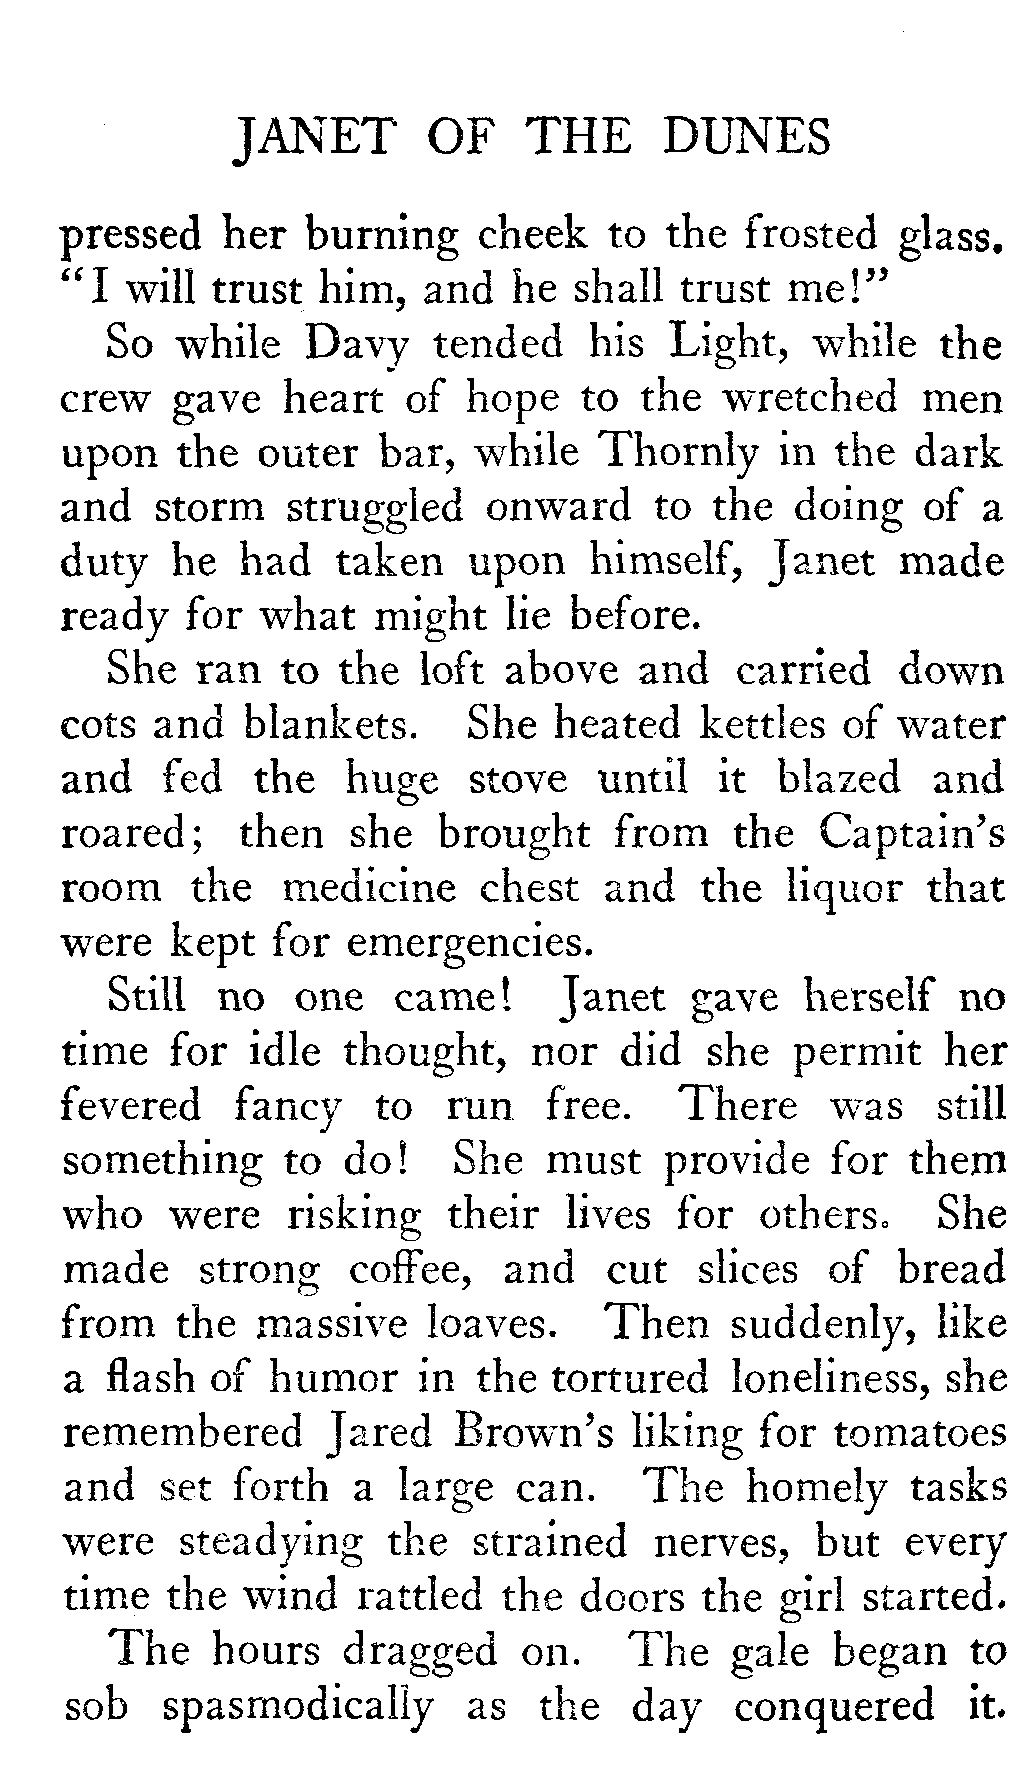 JANET OF THE DUNES
pressed her burning cheek to the frosted glass.
“I will trust him, and he shall trust me!”
So while Davy tended his Light, while the
crew gave heart of hope to the wretched men
upon the outer bar, while Thornly in the dark
and storm struggled onward to the doing of a
duty he had taken upon himself, Janet made
ready for what might lie before.
She ran to the loft above and carried down
cots and blankets. She heated kettles of water
and fed the huge stove until it blazed and
roared; then she brought from the Captain’s
room the medicine chest and the liquor that
were kept for emergencies.
Still no one came! Janet gave herself no
time for idle thought, nor did she permit her
fevered fancy to run free. There was still
something to do! She must provide for them
who were risking their lives for others. She
made strong coffee, and cut slices of bread
from the massive loaves. Then suddenly, like
a flash of humor in the tortured loneliness, she
remembered Jared Brown’s liking for tomatoes
and set forth a large can. The homely tasks
were steadying the strained nerves, but every
time the wind rattled the doors the girl started.
The hours dragged on. The gale began to
sob spasmodically as the day conquered it.